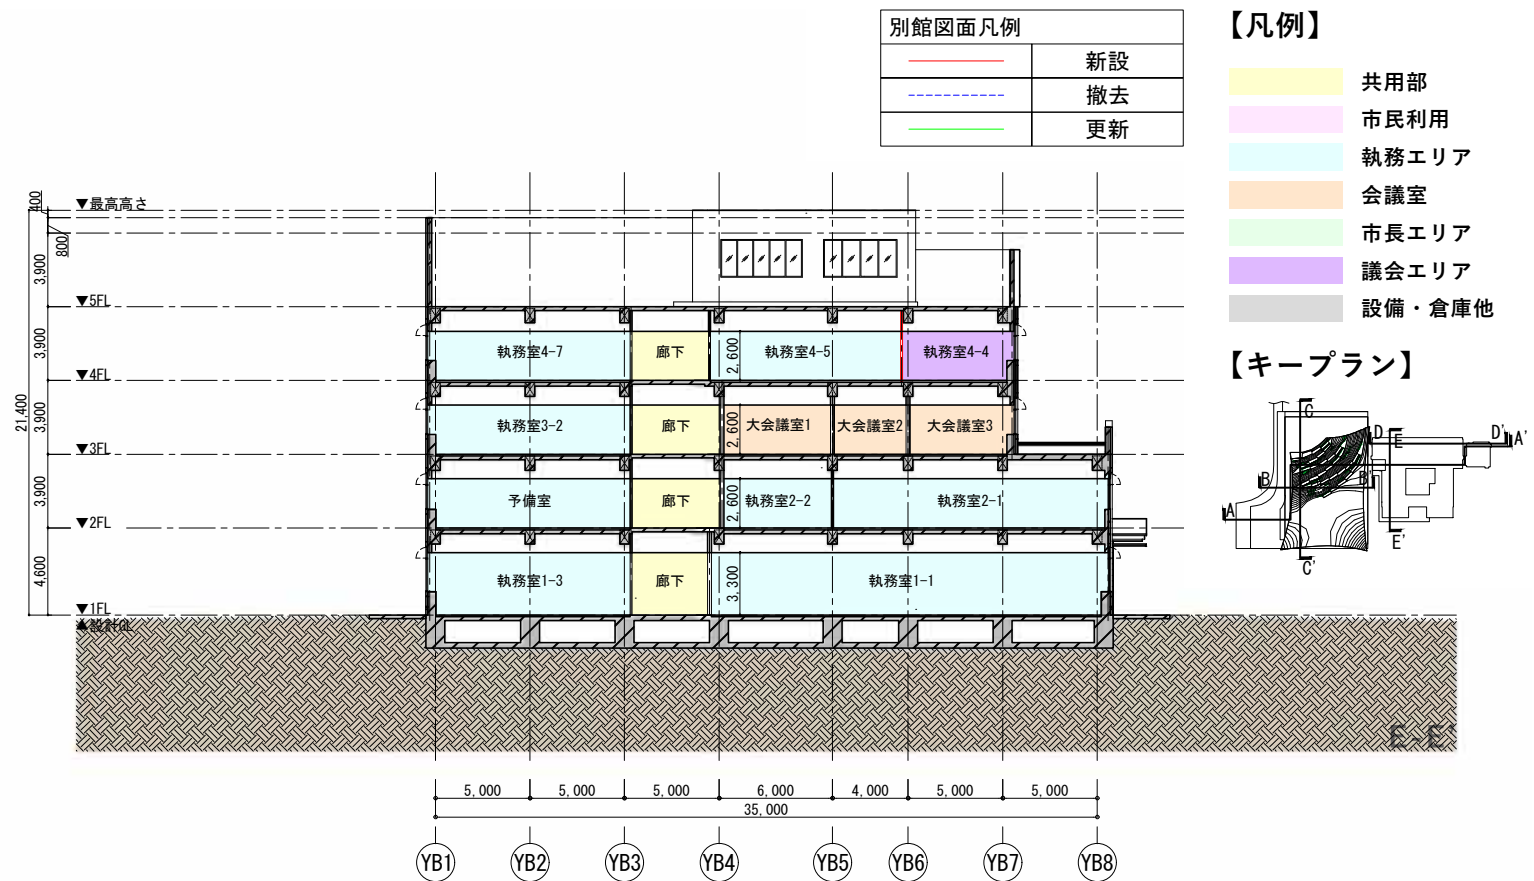 別館図面凡例
新設
撤去
更新
【凡例】
共用部
市民利用
執務エリア
会議室
市長エリア
議会エリア
設備・倉庫他
【キープラン】
C
D
E
D'
A'
B
B'
A
E'
C'
▼最高高さ
▼5FL
▼4FL
▼3FL
▼2FL
▼1FL
▲設計GL
400
800
3,900
3,900
3,900
3,900
4,600
21,400
執務室4-7
廊下
2,600
執務室4-5
執務室4-4
執務室3-2
廊下
2,600
大会議室1
大会議室2
大会議室3
予備室
廊下
2,600
執務室2-2
執務室2-1
執務室1-3
廊下
3,300
執務室1-1
E-E'
5,000
5,000
5,000
6,000
4,000
5,000
5,000
35,000
YB1
YB2
YB3
YB4
YB5
YB6
YB7
YB8